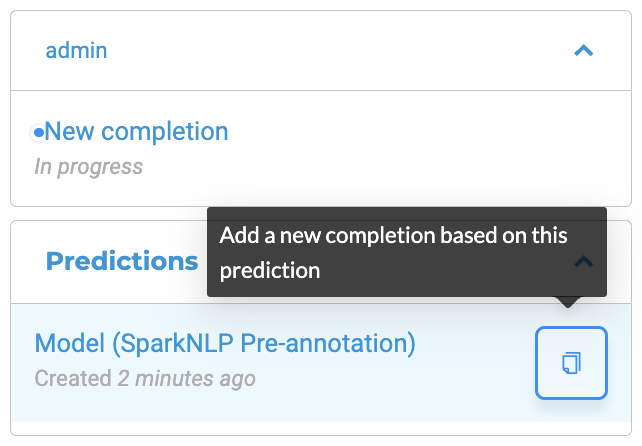 admin
New completion
In progress
Add a new completion based on this
prediction
Predictions
Model (SparkNLP Pre-annotation)
Created 2 minutes ago